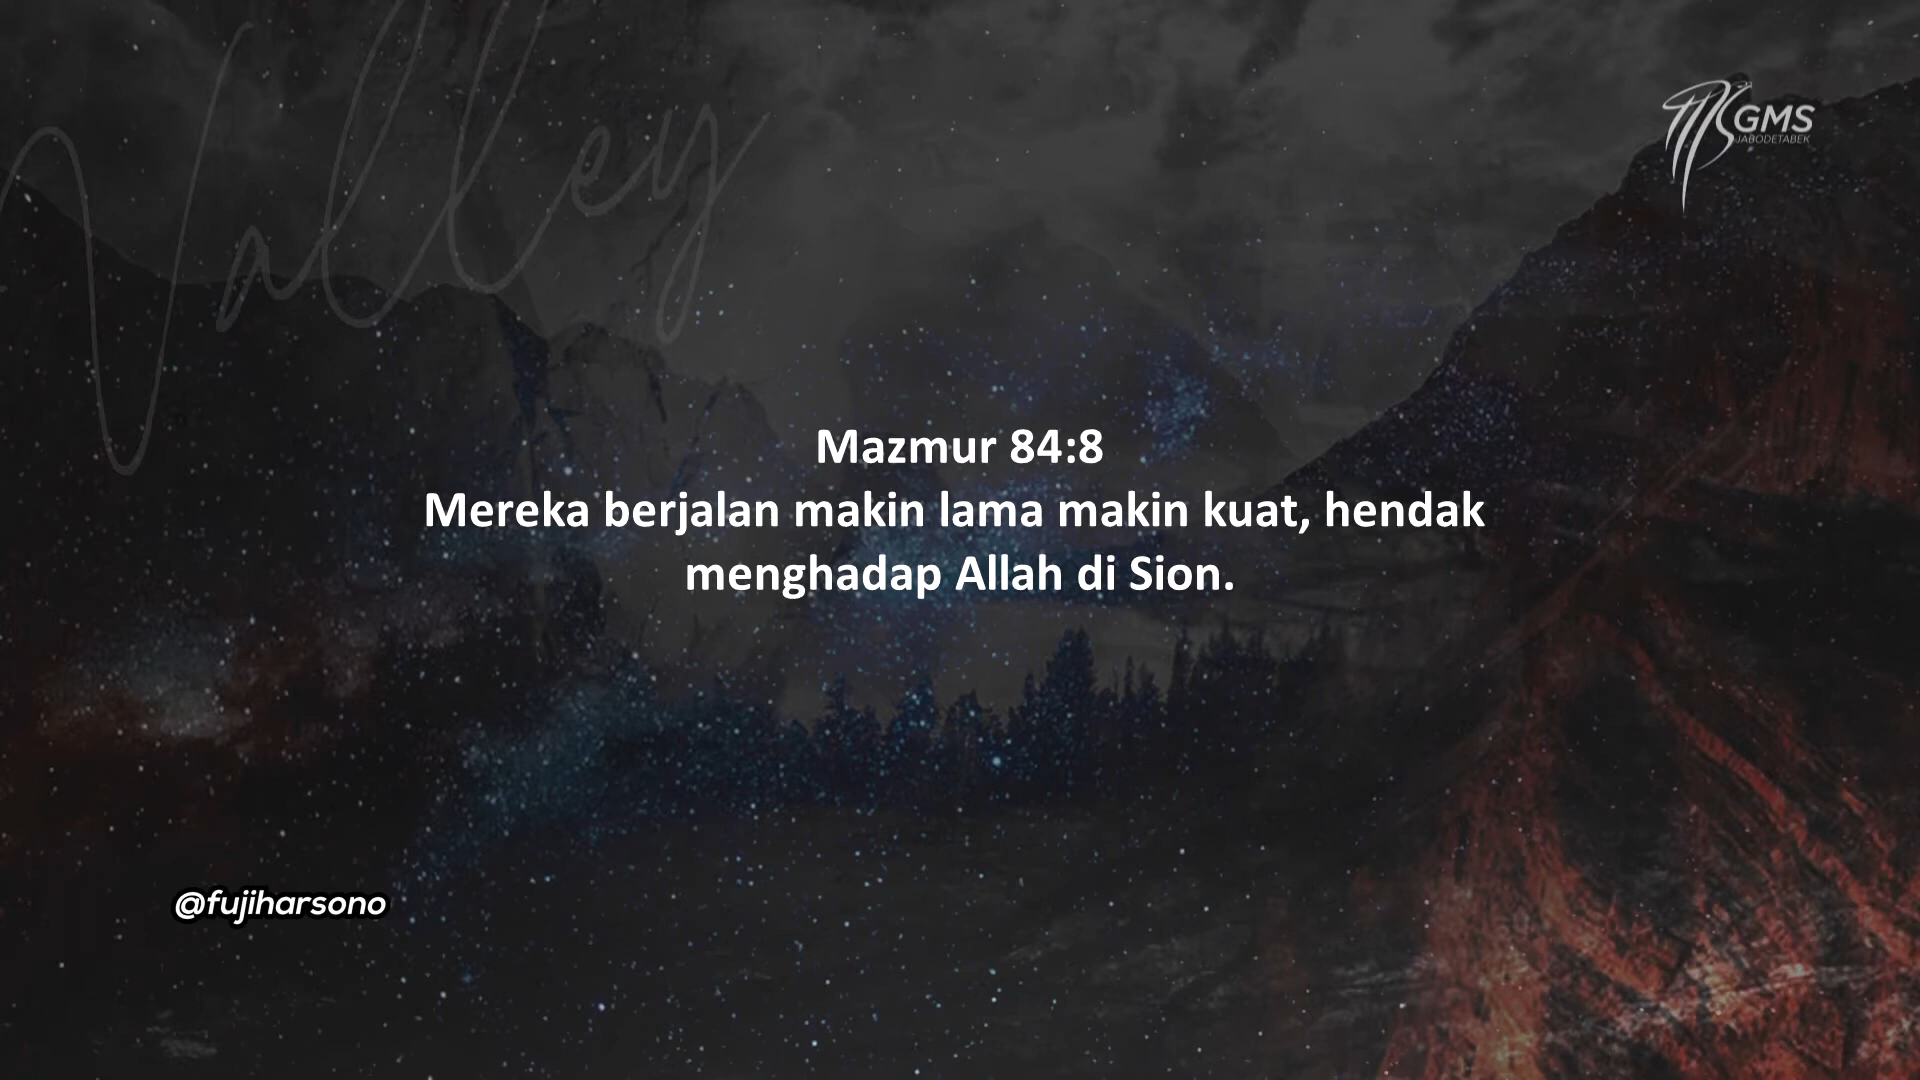 Valley
GMS
JABODETABEK
Mazmur 84:8
Mereka berjalan makin lama makin kuat, hendak
menghadap Allah di Sion.
@fujiharsono